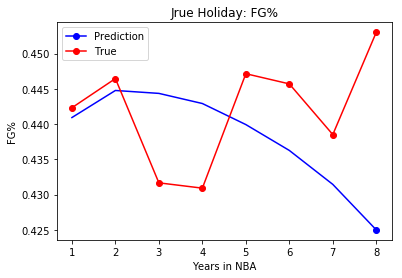 Jrue Holiday: FG%
Prediction
True
FG%
0.450
0.445
0.440
0.435
0.430
0.425
1 2 3 4 5 6 7 8
Years in NBA